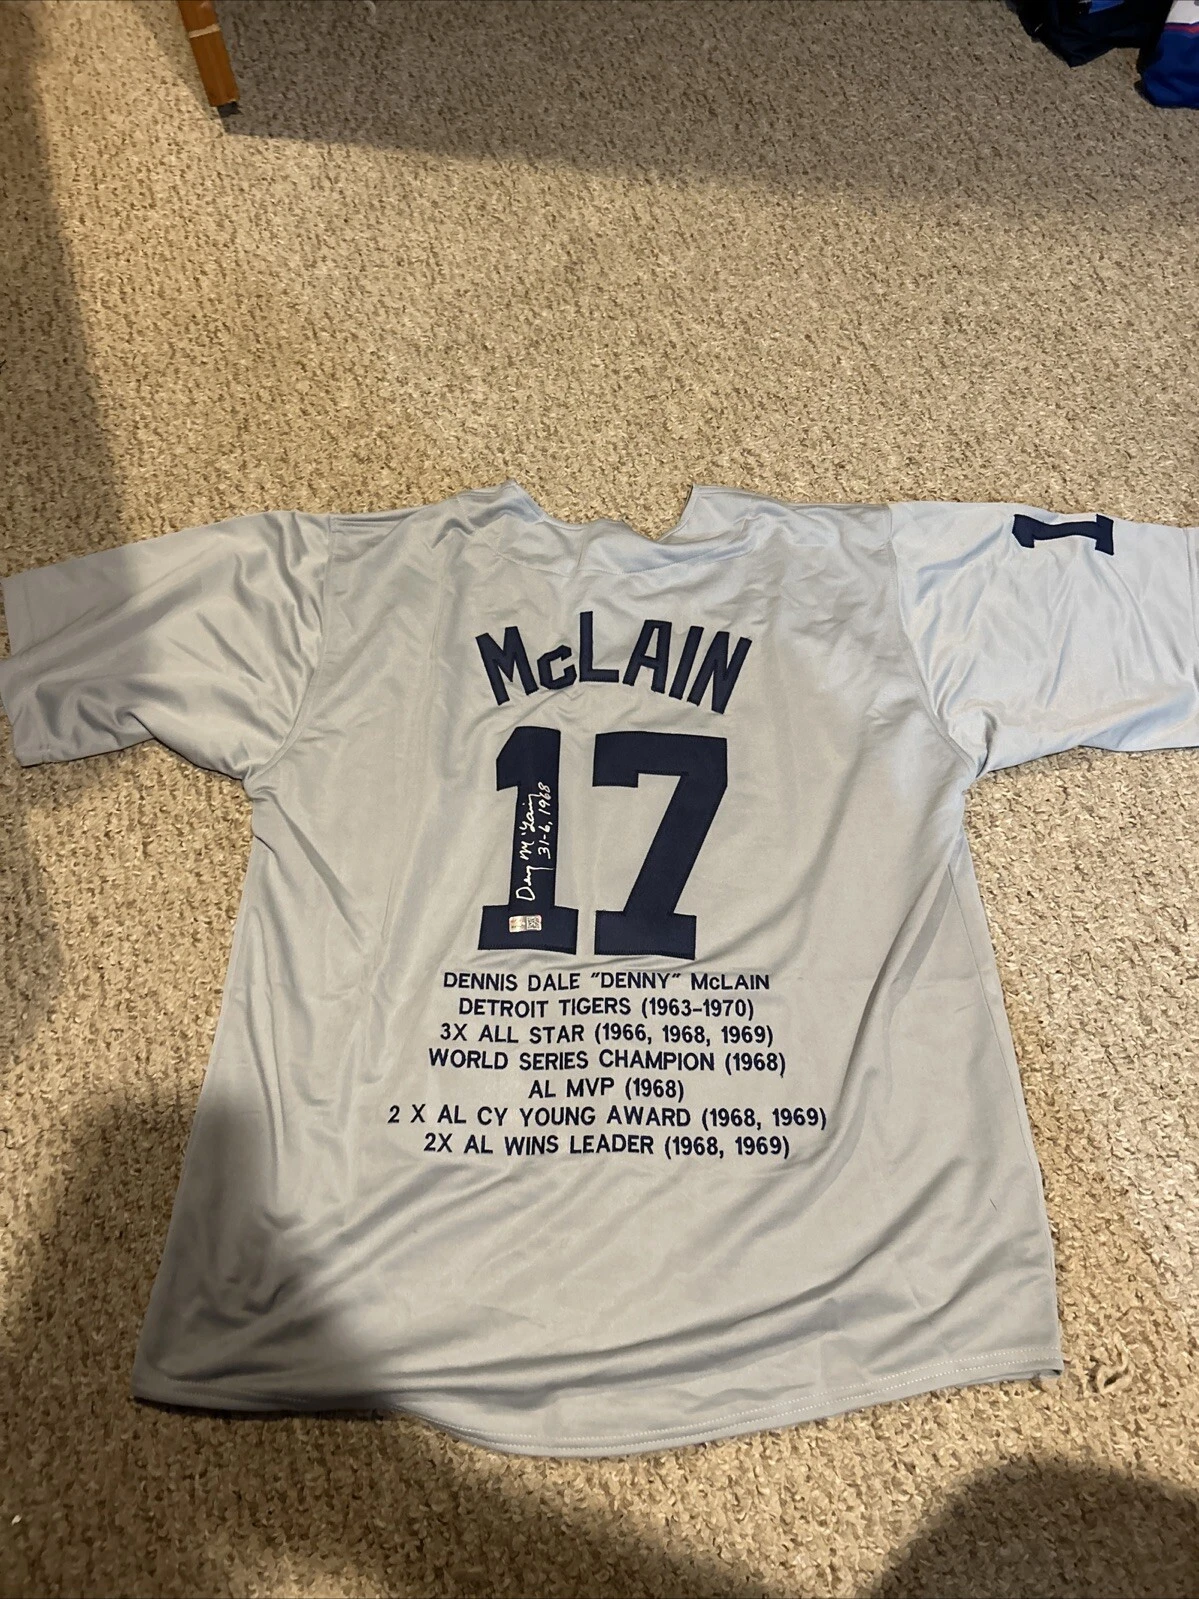 1
McLAIN
17
Denny McLain
31-6, 1968
DENNIS DALE "DENNY" McLAIN
DETROIT TIGERS (1963-1970)
3X ALL STAR (1966, 1968, 1969)
WORLD SERIES CHAMPION (1968)
AL MVP (1968)
2 X AL CY YOUNG AWARD (1968, 1969)
2X AL WINS LEADER (1968, 1969)